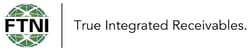 FTNI
True Integrated Receivables.